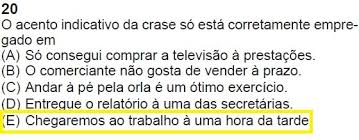 20
O acento indicativo da crase só está corretamente empre-
gado em
(A) Só consegui comprar a televisão à prestações.
(B) O comerciante não gosta de vender à prazo.
(C) Andar à pé pela orla é um ótimo exercício.
(D) Entregue o relatório à uma das secretárias.
(E) Chegaremos ao trabalho à uma hora da tarde